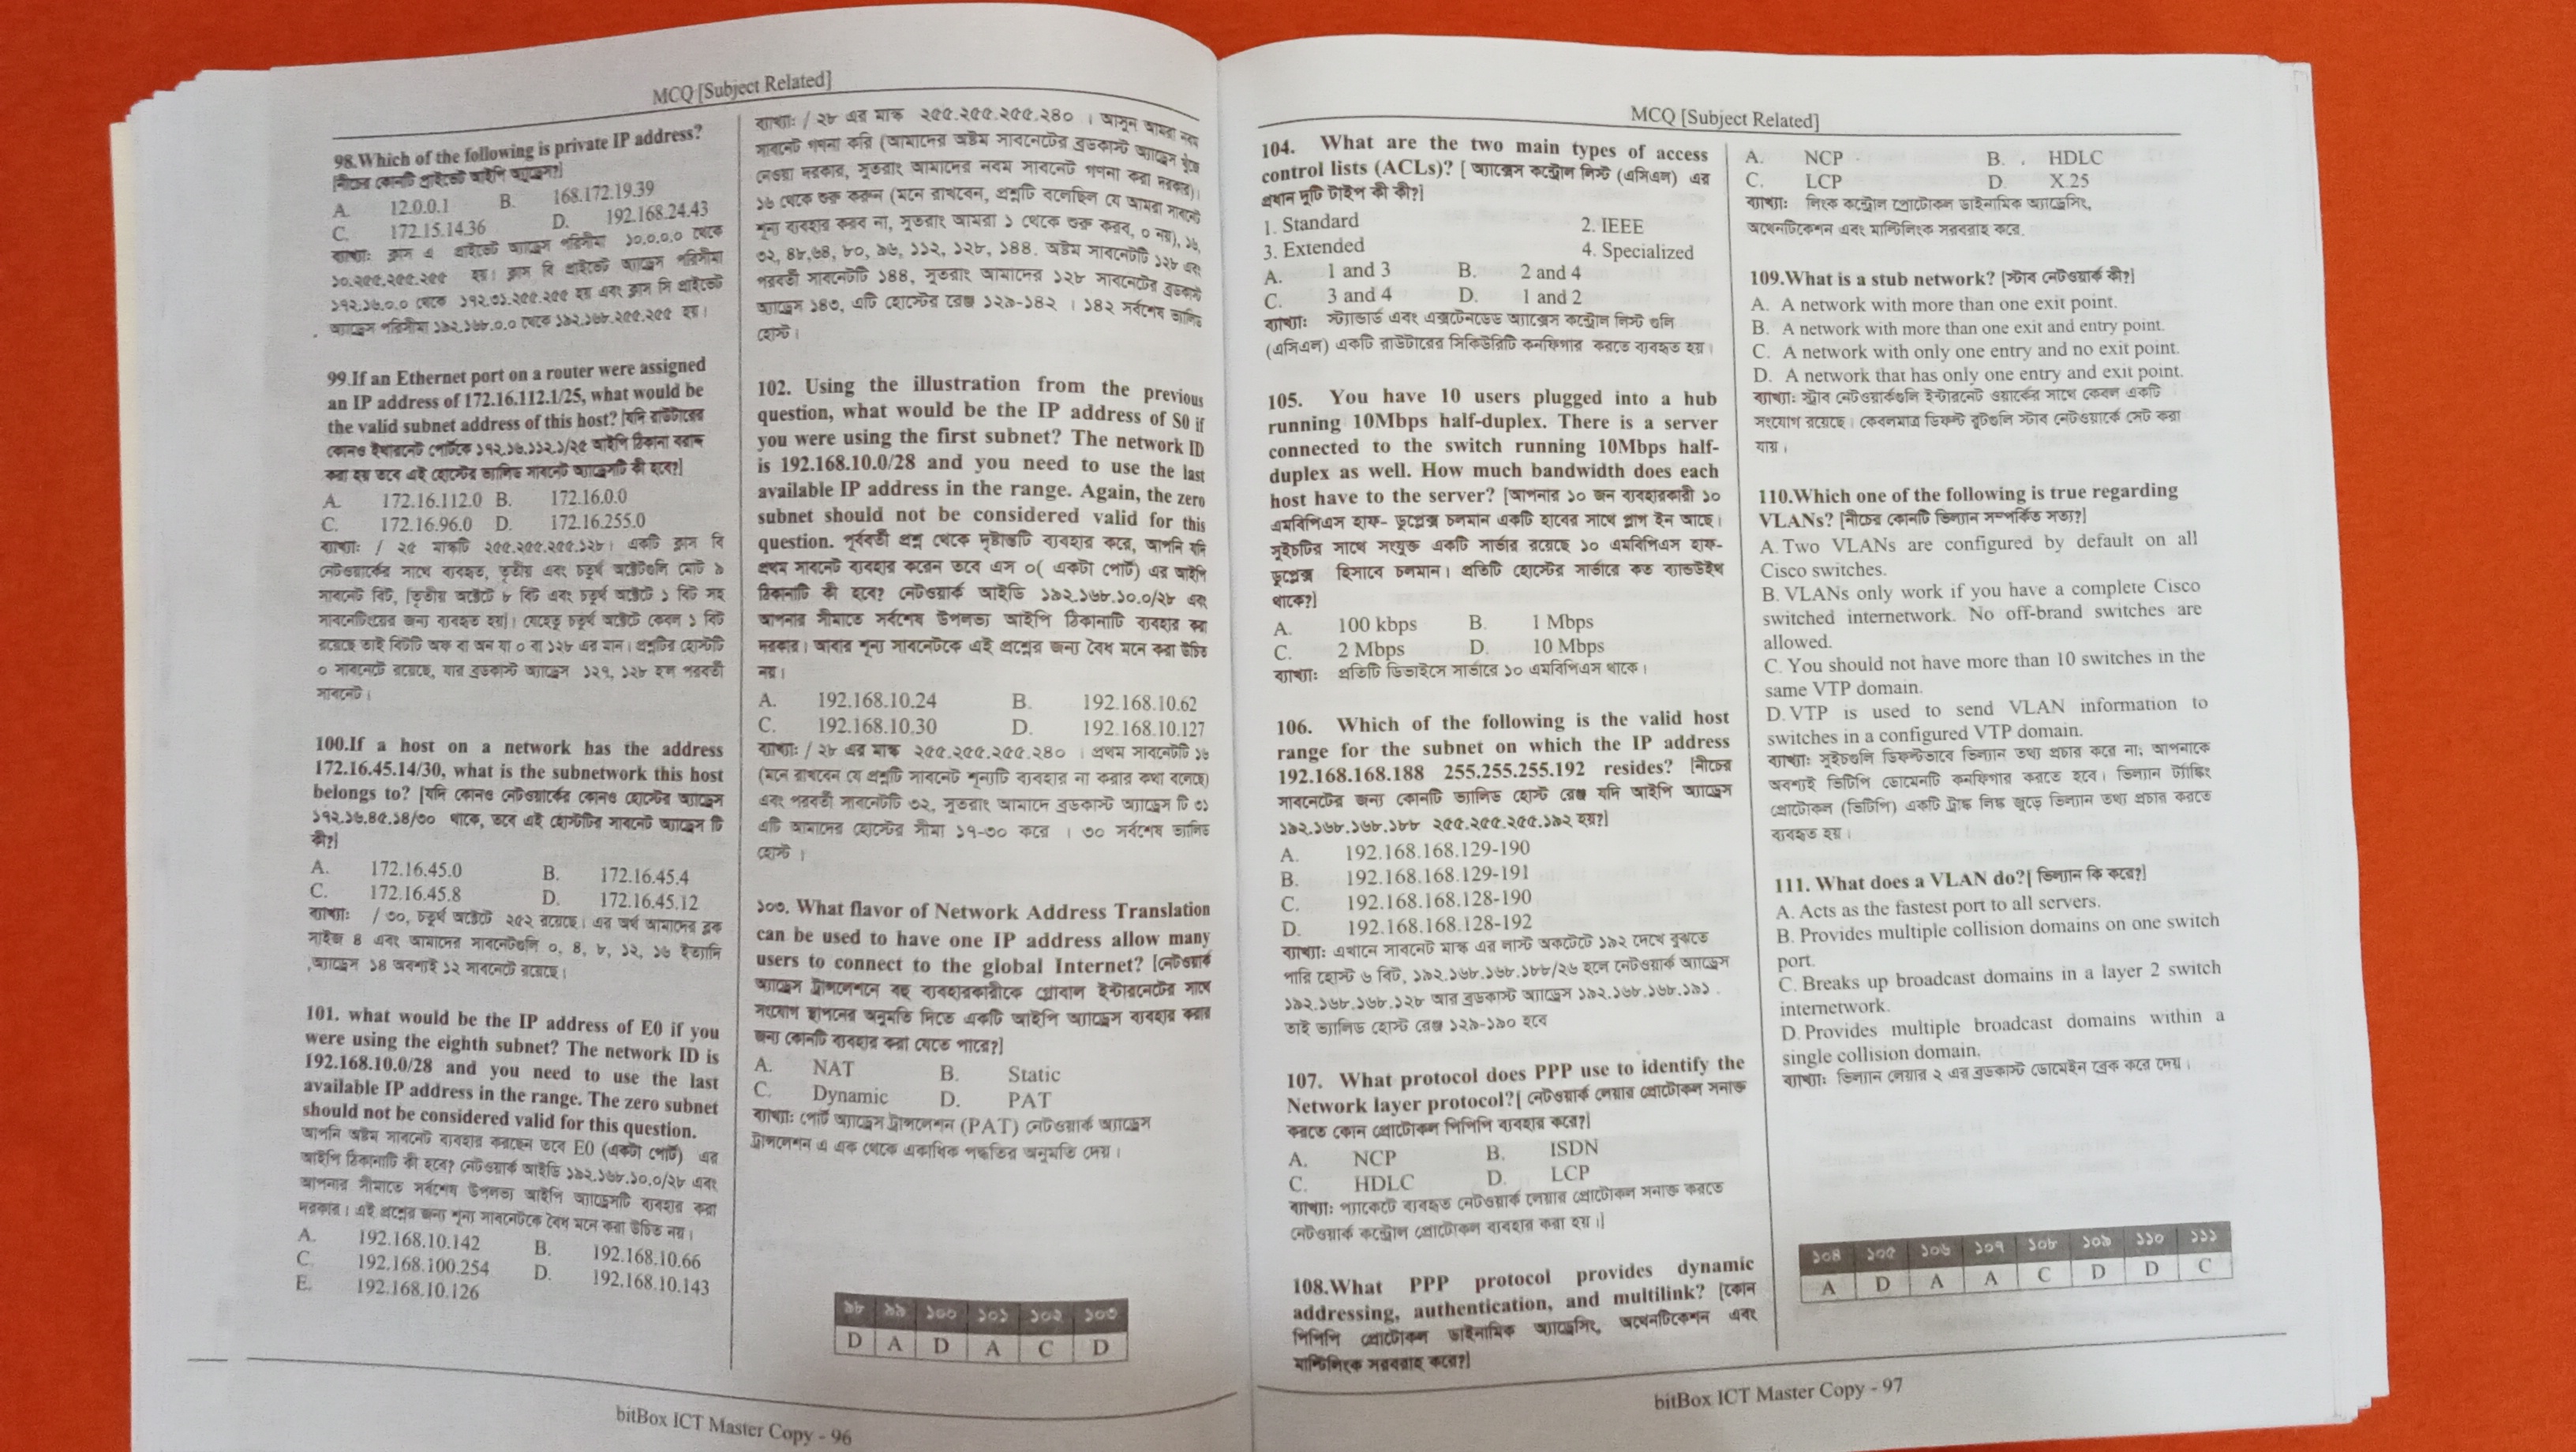 MCQ [Subject Related]
98.Which of the following is private IP address?
[নীচের কোনটি প্রাইভেট আইপি অ্যাড্রেস?]
A. 12.0.0.1 B. 168.172.19.39
C. 172.15.14.36 D. 192.168.24.43
ব্যাখ্যা: ক্লাস এ প্রাইভেট অ্যাড্রেস পরিসীমা ১০.০.০.০ থেকে
১০.২৫৫.২৫৫.২৫৫ হয়। ক্লাস বি প্রাইভেট অ্যাড্রেস পরিসীমা
১৭২.১৬.০.০ থেকে ১৭২.৩১.২৫৫.২৫৫ হয় এবং ক্লাস সি প্রাইভেট
অ্যাড্রেস পরিসীমা ১৯২.১৬৮.০.০ থেকে ১৯২.১৬৮.২৫৫.২৫৫ হয়।
99.If an Ethernet port on a router were assigned
an IP address of 172.16.112.1/25, what would be
the valid subnet address of this host? [যদি রাউটারের
কোনও ইথারনেট পোর্টকে ১৭২.১৬.১১২.১/২৫ আইপি ঠিকানা বরাদ্দ
করা হয় তবে এই হোস্টের ভ্যালিড সাবনেট অ্যাড্রেসটি কী হবে?]
A. 172.16.112.0 B. 172.16.0.0
C. 172.16.96.0 D. 172.16.255.0
ব্যাখ্যা: / ২৫ মাস্কটি ২৫৫.২৫৫.২৫৫.১২৮। একটি ক্লাস বি
নেটওয়ার্কের সাথে ব্যবহৃত, তৃতীয় এবং চতুর্থ অক্টেটগুলি মোট ৯
সাবনেট বিট, [তৃতীয় অক্টেটে ৮ বিট এবং চতুর্থ অক্টেটে ১ বিট সহ
সাবনেটিংয়ের জন্য ব্যবহৃত হয়]। যেহেতু চতুর্থ অক্টেটে কেবল ১ বিট
রয়েছে তাই বিটটি অফ বা অন যা ০ বা ১২৮ এর মান। প্রশ্নটির হোস্টটি
০ সাবনেটে রয়েছে, যার ব্রডকাস্ট অ্যাড্রেস ১২৭, ১২৮ হল পরবর্তী
সাবনেট।
100.If a host on a network has the address
172.16.45.14/30, what is the subnetwork this host
belongs to? [যদি কোনও নেটওয়ার্কের কোনও হোস্টের অ্যাড্রেস
১৭২.১৬.৪৫.১৪/৩০ থাকে, তবে এই হোস্টটির সাবনেট অ্যাড্রেস টি
কী?]
A. 172.16.45.0 B. 172.16.45.4
C. 172.16.45.8 D. 172.16.45.12
ব্যাখ্যা: / ৩০, চতুর্থ অক্টেটে ২৫২ রয়েছে। এর অর্থ আমাদের ব্লক
সাইজ ৪ এবং আমাদের সাবনেটগুলি ০, ৪, ৮, ১২, ১৬ ইত্যাদি
,অ্যাড্রেস ১৪ অবশ্যই ১২ সাবনেটে রয়েছে।
101. what would be the IP address of E0 if you
were using the eighth subnet? The network ID is
192.168.10.0/28 and you need to use the last
available IP address in the range. The zero subnet
should not be considered valid for this question.
আপনি অষ্টম সাবনেট ব্যবহার করছেন তবে E0 (একটা পোর্ট) এর
আইপি ঠিকানাটি কী হবে? নেটওয়ার্ক আইডি ১৯২.১৬৮.১০.০/২৮ এবং
আপনার সীমাতে সর্বশেষ উপলভ্য আইপি অ্যাড্রেসটি ব্যবহার করা
দরকার। এই প্রশ্নের জন্য শূন্য সাবনেটকে বৈধ মনে করা উচিত নয়।
A. 192.168.10.142 B. 192.168.10.66
C. 192.168.100.254 D. 192.168.10.143
E. 192.168.10.126
ব্যাখ্যা: / ২৮ এর মাস্ক ২৫৫.২৫৫.২৫৫.২৪০ । আসুন আমরা নবম
সাবনেট গণনা করি (আমাদের অষ্টম সাবনেটের ব্রডকাস্ট অ্যাড্রেস খুঁজে
নেওয়া দরকার, সুতরাং আমাদের নবম সাবনেট গণনা করা দরকার)।
১৬ থেকে শুরু করুন (মনে রাখবেন, প্রশ্নটি বলেছিল যে আমরা সাবনেট
শূন্য ব্যবহার করব না, সুতরাং আমরা ১ থেকে শুরু করব, ০ নয়), ১৬,
৩২, ৪৮,৬৪, ৮০, ৯৬, ১১২, ১২৮, ১৪৪. অষ্টম সাবনেটটি ১২৮ এবং
পরবর্তী সাবনেটটি ১৪৪, সুতরাং আমাদের ১২৮ সাবনেটের ব্রডকাস্ট
অ্যাড্রেস ১৪৩, এটি হোস্টের রেঞ্জ ১২৯-১৪২ । ১৪২ সর্বশেষ ভ্যালিড
হোস্ট।
102. Using the illustration from the previous
question, what would be the IP address of S0 if
you were using the first subnet? The network ID
is 192.168.10.0/28 and you need to use the last
available IP address in the range. Again, the zero
subnet should not be considered valid for this
question. পূর্ববর্তী প্রশ্ন থেকে দৃষ্টান্তটি ব্যবহার করে, আপনি যদি
প্রথম সাবনেট ব্যবহার করেন তবে এস ০( একটা পোর্ট) এর আইপি
ঠিকানাটি কী হবে? নেটওয়ার্ক আইডি ১৯২.১৬৮.১০.০/২৮ এবং
আপনার সীমাতে সর্বশেষ উপলভ্য আইপি ঠিকানাটি ব্যবহার করা
দরকার। আবার শূন্য সাবনেটকে এই প্রশ্নের জন্য বৈধ মনে করা উচিত
নয়।
A. 192.168.10.24 B. 192.168.10.62
C. 192.168.10.30 D. 192.168.10.127
ব্যাখ্যা: / ২৮ এর মাস্ক ২৫৫.২৫৫.২৫৫.২৪০ । প্রথম সাবনেটটি ১৬
(মনে রাখবেন যে প্রশ্নটি সাবনেট শূন্যটি ব্যবহার না করার কথা বলেছে)
এবং পরবর্তী সাবনেটটি ৩২, সুতরাং আমাদে ব্রডকাস্ট অ্যাড্রেস টি ৩১
এটি আমাদের হোস্টের সীমা ১৭-৩০ করে । ৩০ সর্বশেষ ভ্যালিড
হোস্ট ।
১০৩. What flavor of Network Address Translation
can be used to have one IP address allow many
users to connect to the global Internet? [নেটওয়ার্ক
অ্যাড্রেস ট্রান্সলেশনে বহু ব্যবহারকারীকে গ্লোবাল ইন্টারনেটের সাথে
সংযোগ স্থাপনের অনুমতি দিতে একটি আইপি অ্যাড্রেস ব্যবহার করার
জন্য কোনটি ব্যবহার করা যেতে পারে?]
A. NAT B. Static
C. Dynamic D. PAT
ব্যাখ্যা: পোর্ট অ্যাড্রেস ট্রান্সলেশন (PAT) নেটওয়ার্ক অ্যাড্রেস
ট্রান্সলেশন এ এক থেকে একাধিক পদ্ধতির অনুমতি দেয়।
৯৮ ৯৯ ১০০ ১০১ ১০২ ১০৩
D A D A C D
bitBox ICT Master Copy - 96
MCQ [Subject Related]
104. What are the two main types of access
control lists (ACLs)? [ অ্যাক্সেস কন্ট্রোল লিস্ট (এসিএল) এর
প্রধান দুটি টাইপ কী কী?]
1. Standard 2. IEEE
3. Extended 4. Specialized
A. 1 and 3 B. 2 and 4
C. 3 and 4 D. 1 and 2
ব্যাখ্যা: স্ট্যান্ডার্ড এবং এক্সটেনডেড অ্যাক্সেস কন্ট্রোল লিস্ট গুলি
(এসিএল) একটি রাউটারের সিকিউরিটি কনফিগার করতে ব্যবহৃত হয়।
105. You have 10 users plugged into a hub
running 10Mbps half-duplex. There is a server
connected to the switch running 10Mbps half-
duplex as well. How much bandwidth does each
host have to the server? [আপনার ১০ জন ব্যবহারকারী ১০
এমবিপিএস হাফ- ডুপ্লেক্স চলমান একটি হাবের সাথে প্লাগ ইন আছে।
সুইচটির সাথে সংযুক্ত একটি সার্ভার রয়েছে ১০ এমবিপিএস হাফ-
ডুপ্লেক্স হিসাবে চলমান। প্রতিটি হোস্টের সার্ভারে কত ব্যান্ডউইথ
থাকে?]
A. 100 kbps B. 1 Mbps
C. 2 Mbps D. 10 Mbps
ব্যাখ্যা: প্রতিটি ডিভাইসে সার্ভারে ১০ এমবিপিএস থাকে।
106. Which of the following is the valid host
range for the subnet on which the IP address
192.168.168.188 255.255.255.192 resides? [নীচের
সাবনেটের জন্য কোনটি ভ্যালিড হোস্ট রেঞ্জ যদি আইপি অ্যাড্রেস
১৯২.১৬৮.১৬৮.১৮৮ ২৫৫.২৫৫.২৫৫.১৯২ হয়?]
A. 192.168.168.129-190
B. 192.168.168.129-191
C. 192.168.168.128-190
D. 192.168.168.128-192
ব্যাখ্যা: এখানে সাবনেট মাস্ক এর লাস্ট অকটেটে ১৯২ দেখে বুঝতে
পারি হোস্ট ৬ বিট, ১৯২.১৬৮.১৬৮.১৮৮/২৬ হলে নেটওয়ার্ক অ্যাড্রেস
১৯২.১৬৮.১৬৮.১২৮ আর ব্রডকাস্ট অ্যাড্রেস ১৯২.১৬৮.১৬৮.১৯১ .
তাই ভ্যালিড হোস্ট রেঞ্জ ১২৯-১৯০ হবে
107. What protocol does PPP use to identify the
Network layer protocol?[ নেটওয়ার্ক লেয়ার প্রোটোকল সনাক্ত
করতে কোন প্রোটোকল পিপিপি ব্যবহার করে?]
A. NCP B. ISDN
C. HDLC D. LCP
ব্যাখ্যা: প্যাকেটে ব্যবহৃত নেটওয়ার্ক লেয়ার প্রোটোকল সনাক্ত করতে
নেটওয়ার্ক কন্ট্রোল প্রোটোকল ব্যবহার করা হয়।]
108.What PPP protocol provides dynamic
addressing, authentication, and multilink? [কোন
পিপিপি প্রোটোকল ডাইনামিক অ্যাড্রেসিং, অথেনটিকেশন এবং
মাল্টিলিংক সরবরাহ করে?]
A. NCP B. HDLC
C. LCP D. X.25
ব্যাখ্যা: লিংক কন্ট্রোল প্রোটোকল ডাইনামিক অ্যাড্রেসিং,
অথেনটিকেশন এবং মাল্টিলিংক সরবরাহ করে.
109.What is a stub network? [স্টাব নেটওয়ার্ক কী?]
A. A network with more than one exit point.
B. A network with more than one exit and entry point.
C. A network with only one entry and no exit point.
D. A network that has only one entry and exit point.
ব্যাখ্যা: স্ট্রাব নেটওয়ার্কগুলি ইন্টারনেট ওয়ার্কের সাথে কেবল একটি
সংযোগ রয়েছে। কেবলমাত্র ডিফল্ট রুটগুলি স্টাব নেটওয়ার্কে সেট করা
যায়।
110.Which one of the following is true regarding
VLANs? [নীচের কোনটি ভিল্যান সম্পর্কিত সত্য?]
A. Two VLANs are configured by default on all
Cisco switches.
B. VLANs only work if you have a complete Cisco
switched internetwork. No off-brand switches are
allowed.
C. You should not have more than 10 switches in the
same VTP domain.
D. VTP is used to send VLAN information to
switches in a configured VTP domain.
ব্যাখ্যা: সুইচগুলি ডিফল্টভাবে ভিল্যান তথ্য প্রচার করে না; আপনাকে
অবশ্যই ভিটিপি ডোমেনটি কনফিগার করতে হবে। ভিল্যান ট্যাঙ্কিং
প্রোটোকল (ভিটিপি) একটি ট্রাঙ্ক লিঙ্ক জুড়ে ভিল্যান তথ্য প্রচার করতে
ব্যবহৃত হয়।
111. What does a VLAN do?[ ভিল্যান কি করে?]
A. Acts as the fastest port to all servers.
B. Provides multiple collision domains on one switch
port.
C. Breaks up broadcast domains in a layer 2 switch
internetwork.
D. Provides multiple broadcast domains within a
single collision domain.
ব্যাখ্যা: ভিল্যান লেয়ার ২ এর ব্রডকাস্ট ডোমেইন ব্রেক করে দেয়।
১০৪ ১০৫ ১০৬ ১০৭ ১০৮ ১০৯ ১১০ ১১১
A D A A C D D C
bitBox ICT Master Copy - 97